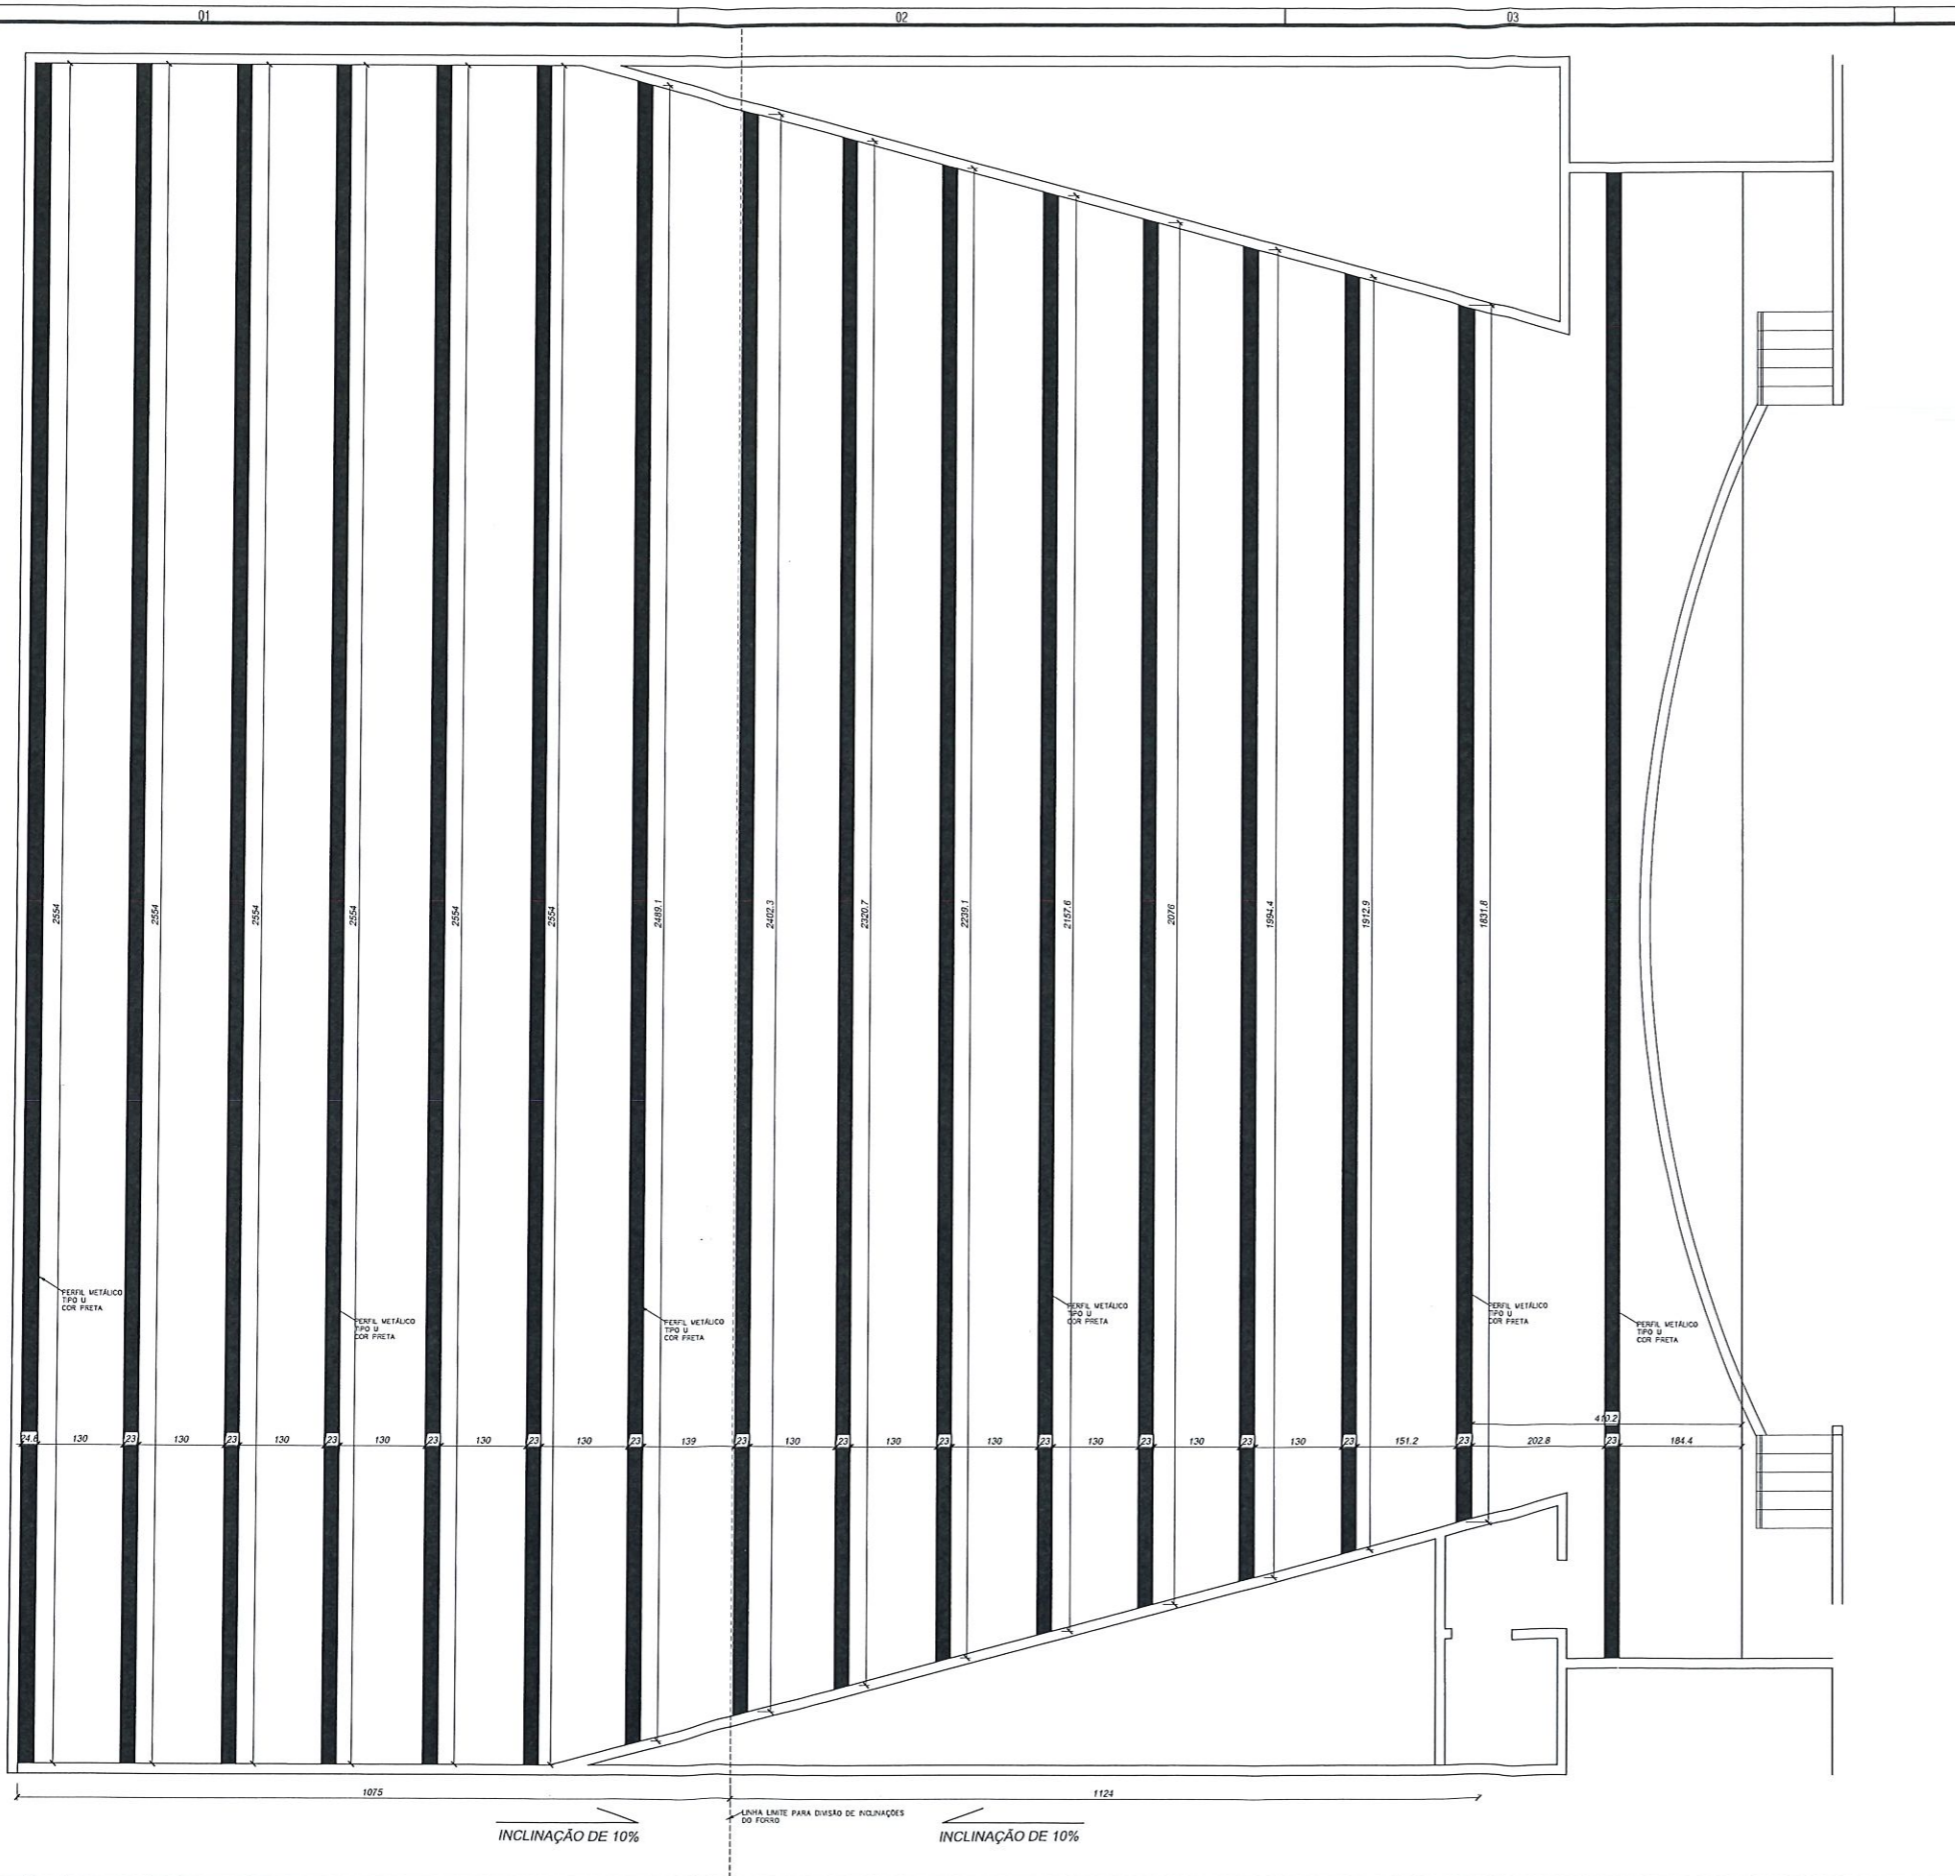 01
02
03
2554
2554
2554
2554
2554
2554
2489.1
2402.3
2320.7
2239.1
2157.6
2076
1994.4
1912.9
1831.8
PERFIL METÁLICO
TIPO U
COR PRETA
PERFIL METÁLICO
TIPO U
COR PRETA
PERFIL METÁLICO
TIPO U
COR PRETA
PERFIL METÁLICO
TIPO U
COR PRETA
PERFIL METÁLICO
TIPO U
COR PRETA
PERFIL METÁLICO
TIPO U
COR PRETA
410.2
24.8 130 23 130 23 130 23 130 23 130 23 130 23 139 23 130 23 130 23 130 23 130 23 130 23 130 23 151.2 23 202.8 23 184.4
1075
1124
LINHA LIMITE PARA DIVISÃO DE INCLINAÇÕES
DO FORRO
INCLINAÇÃO DE 10%
INCLINAÇÃO DE 10%